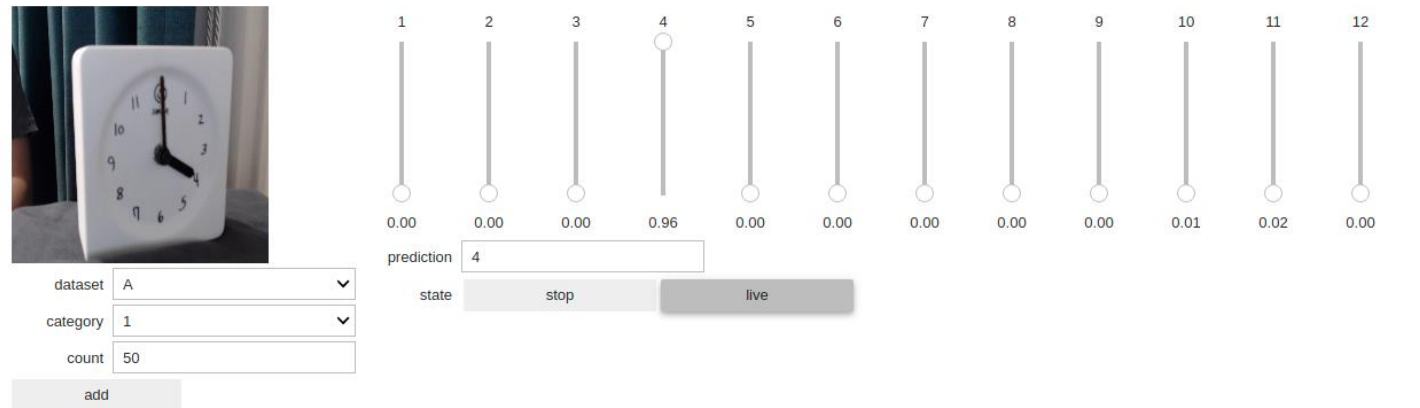 1 2 3 4 5 6 7 8 9 10 11 12
0.00 0.00 0.00 0.96 0.00 0.00 0.00 0.00 0.00 0.01 0.02 0.00
11 1
10 2
9 3
8 4
7 6 5
prediction 4
state stop live
dataset A
category 1
count 50
add